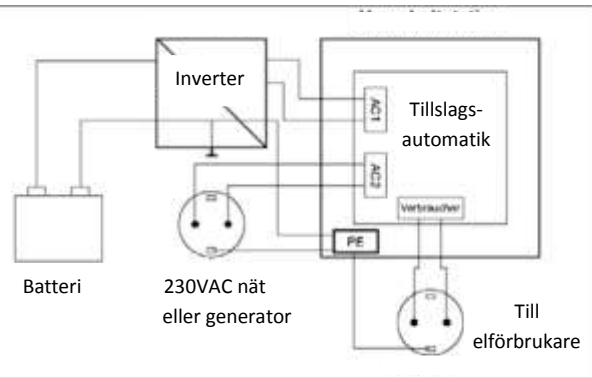 Inverter
Tillslags-
automatik
AC1
AC2
Verbraucher
PE
Batteri
230VAC nät
eller generator
Till
elförbrukare